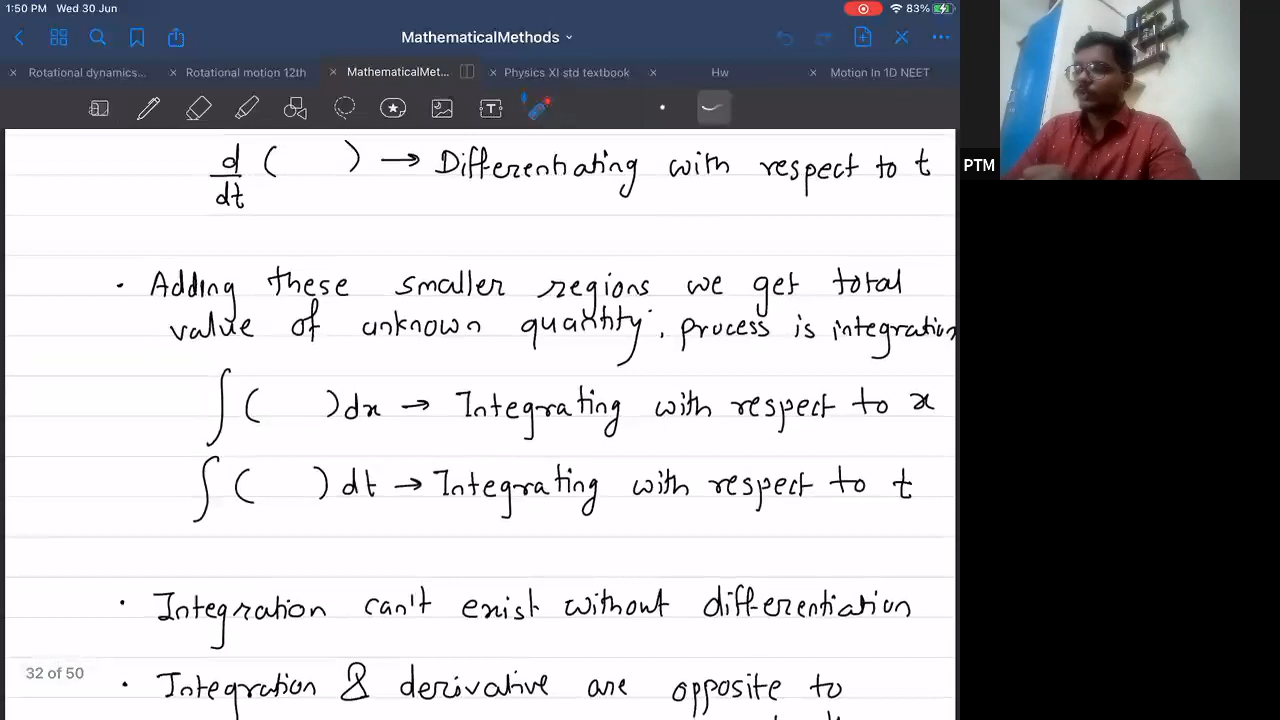 1:50 PM Wed 30 Jun
83%
MathematicalMethods
Rotational dynamics...
Rotational motion 12th
MathematicalMet...
Physics XI std textbook
Hw
Motion In 1D NEET
d/dt ( ) → Differentiating with respect to t
PTM
· Adding these smaller regions we get total
value of unknown quantity. process is integration
∫ ( )dx → Integrating with respect to x
∫ ( ) dt → Integrating with respect to t
· Integration can't exist without differentiation
32 of 50
· Integration & derivative are opposite to